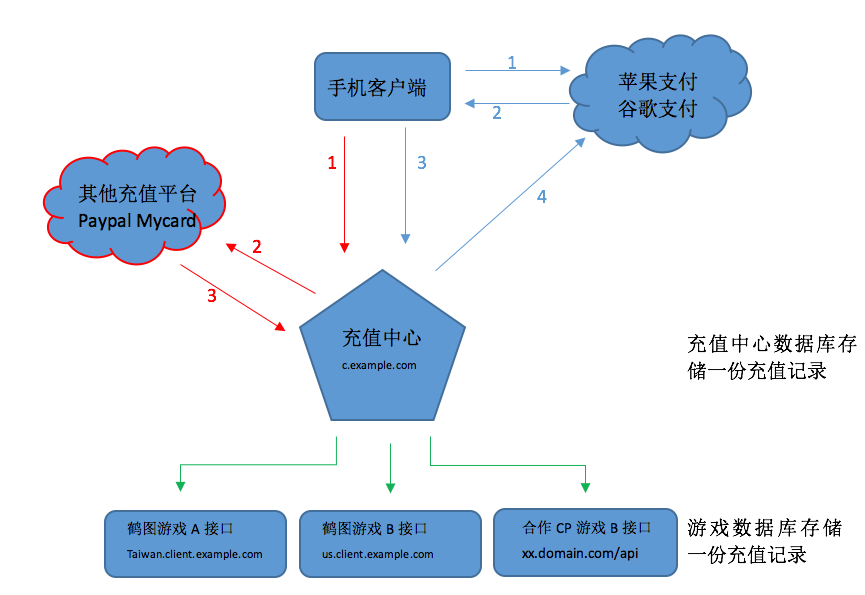 手机客户端
1
2
苹果支付
谷歌支付
1
3
4
其他充值平台
Paypal Mycard
2
3
充值中心
c.example.com
充值中心数据库存
储一份充值记录
鹤图游戏 A 接口
Taiwan.client.example.com
鹤图游戏 B 接口
us.client.example.com
合作 CP 游戏 B 接口
xx.domain.com/api
游戏数据库存储
一份充值记录